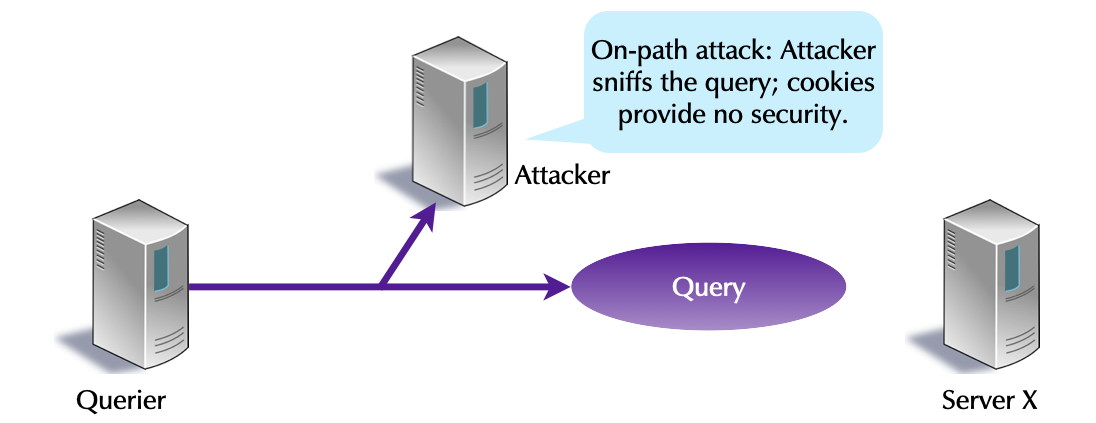 On-path attack: Attacker
sniffs the query; cookies
provide no security.
Attacker
Query
Querier
Server X